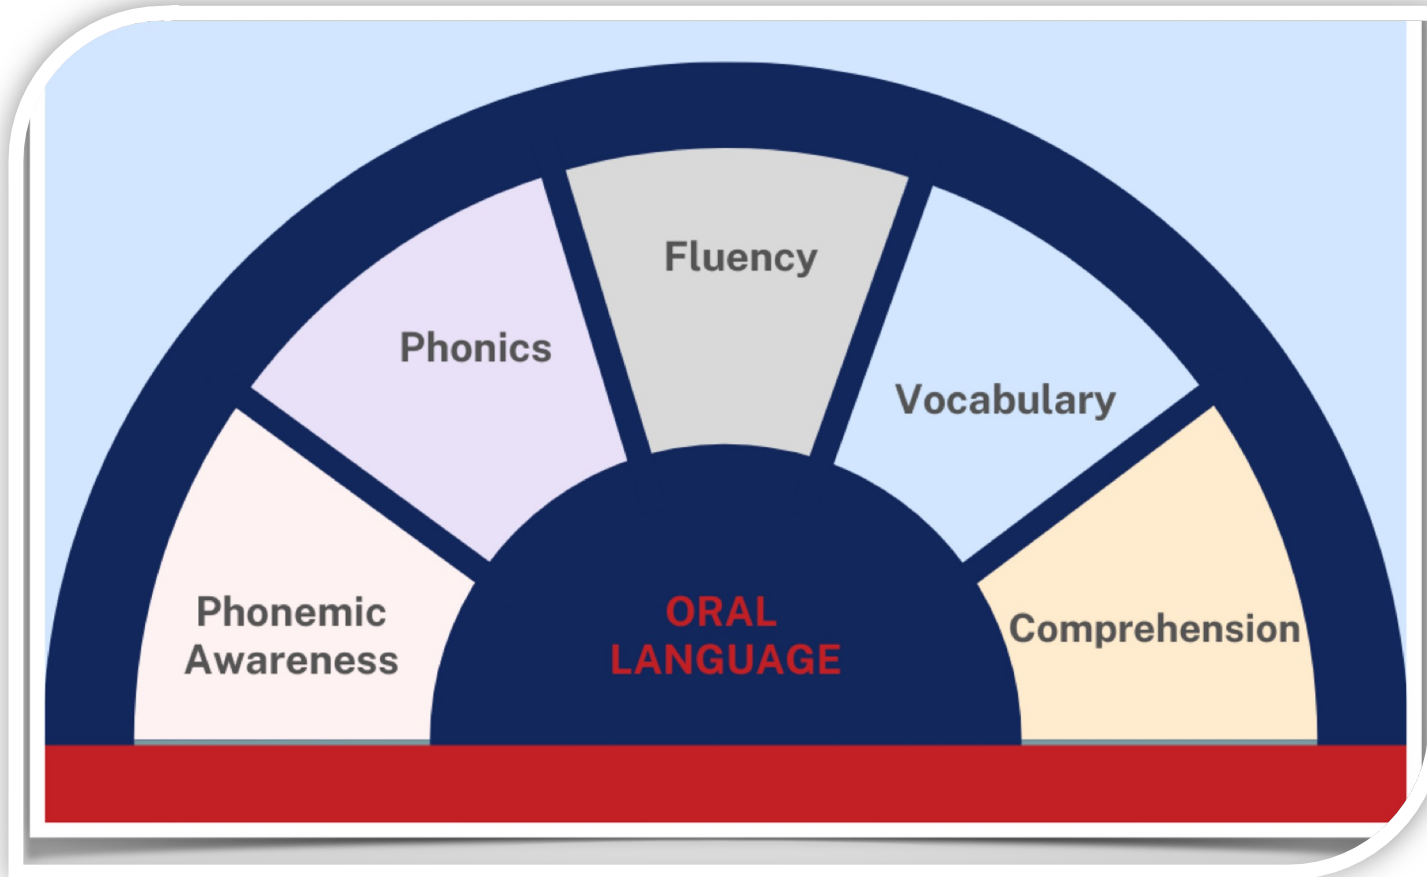 Fluency
Phonics
Vocabulary
Phonemic
Awareness
ORAL
LANGUAGE
Comprehension